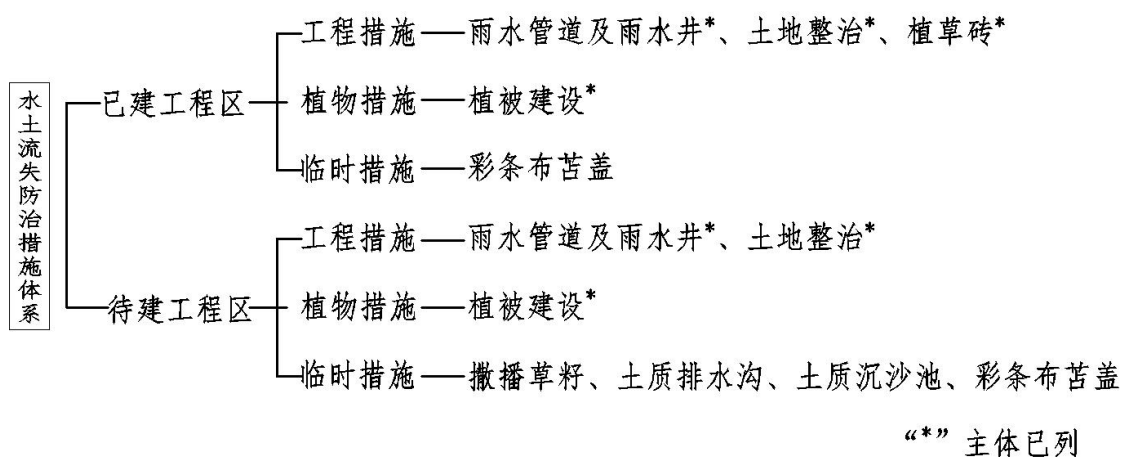 水土流失防治措施体系
已建工程区
工程措施——雨水管道及雨水井*、土地整治*、植草砖*
植物措施——植被建设*
临时措施——彩条布苫盖
待建工程区
工程措施——雨水管道及雨水井*、土地整治*
植物措施——植被建设*
临时措施——撒播草籽、土质排水沟、土质沉沙池、彩条布苫盖
“*”主体已列